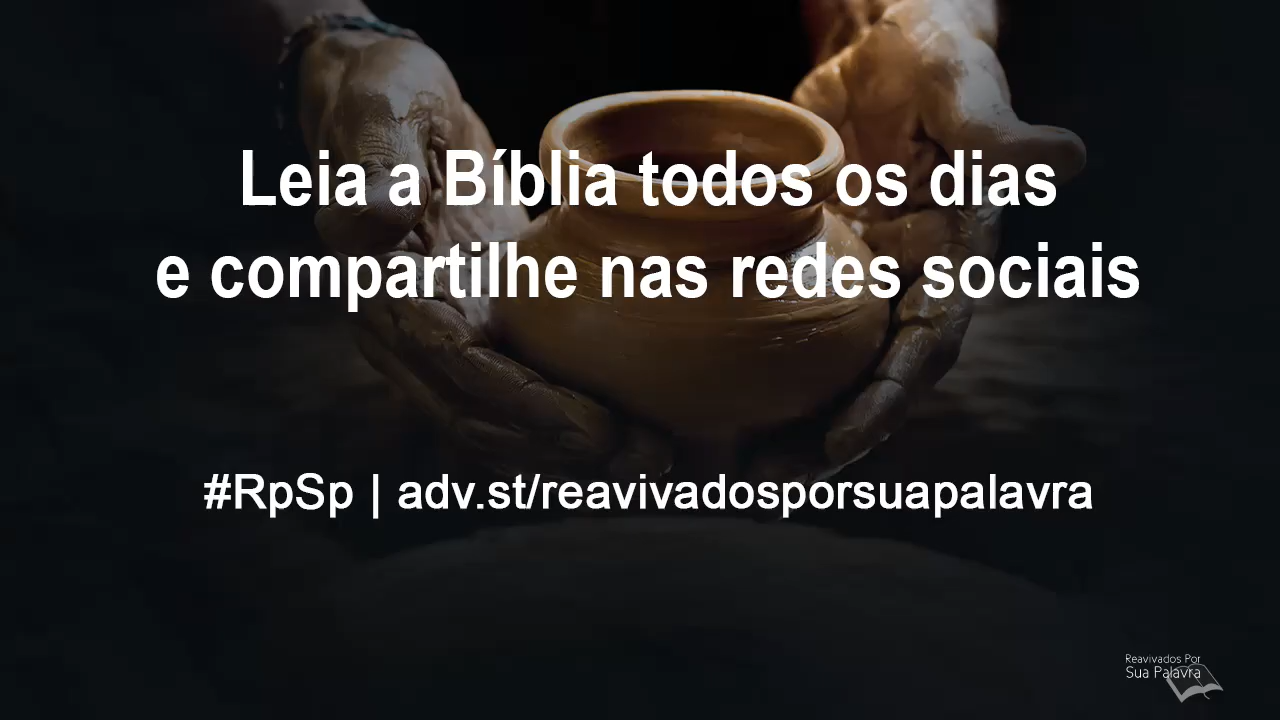 Leia a Bíblia todos os dias
e compartilhe nas redes sociais
#RpSp | adv.st/reavivadosporsuapalavra
Reavivados Por
Sua Palavra